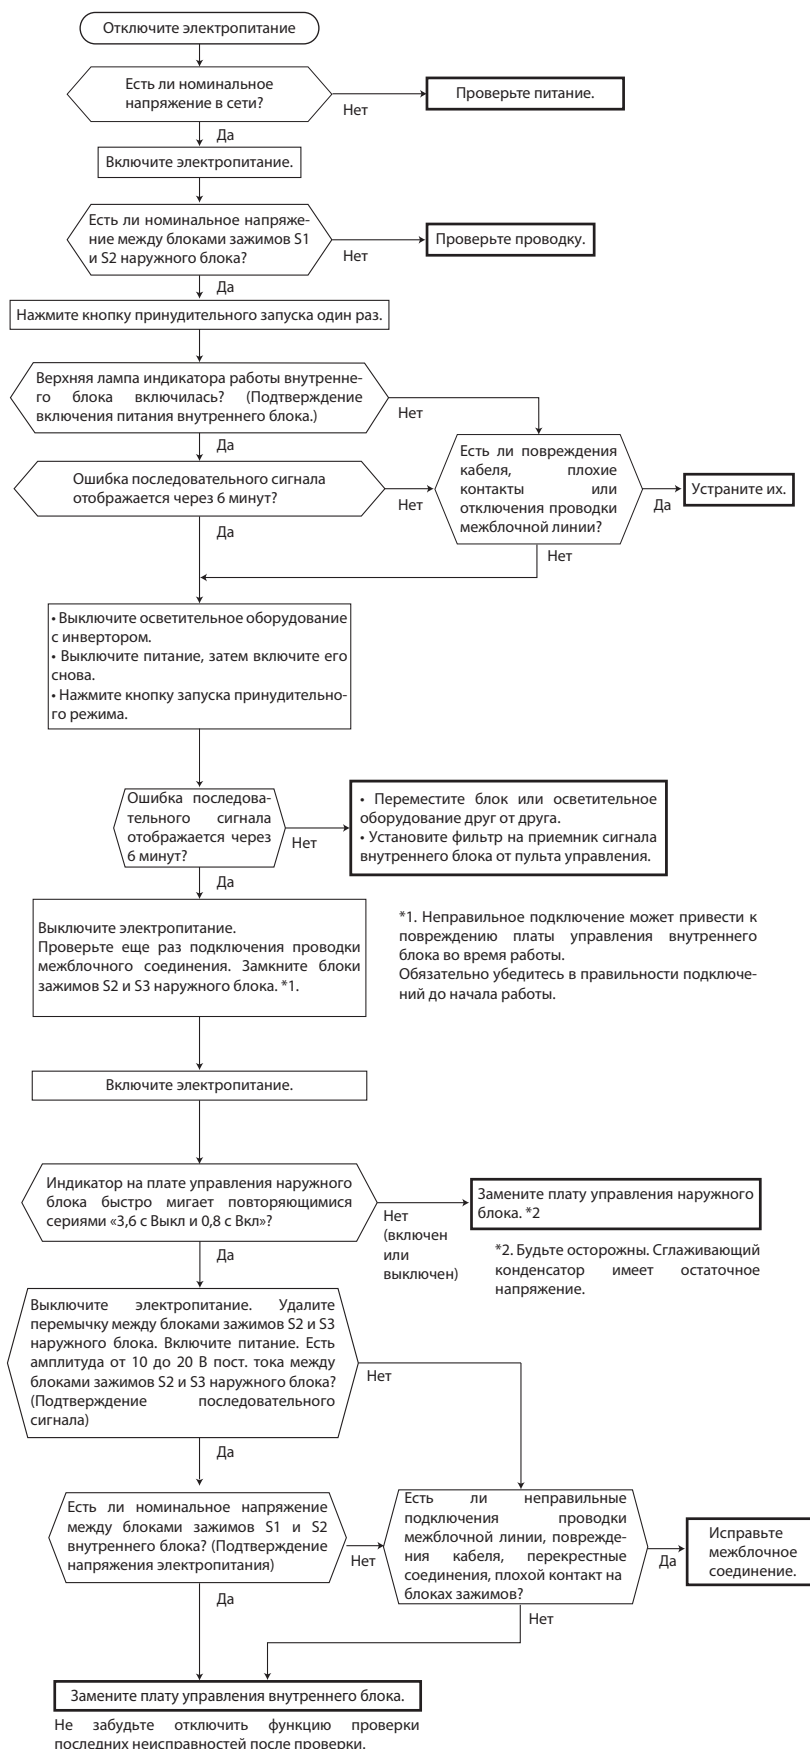 Отключите электропитание
Есть ли номинальное
напряжение в сети?
Нет
Проверьте питание.
Да
Включите электропитание.
Есть ли номинальное напряже-
ние между блоками зажимов S1
и S2 наружного блока?
Нет
Проверьте проводку.
Да
Нажмите кнопку принудительного запуска один раз.
Верхняя лампа индикатора работы внутренне-
го блока включилась? (Подтверждение
включения питания внутреннего блока.)
Нет
Да
Ошибка последовательного сигнала
отображается через 6 минут?
Нет
Есть ли повреждения
кабеля, плохие
контакты или
отключения проводки
межблочной линии?
Да
Устраните их.
Да
Нет
• Выключите осветительное оборудование
с инвертором.
• Выключите питание, затем включите его
снова.
• Нажмите кнопку запуска принудительно-
го режима.
Ошибка последова-
тельного сигнала
отображается через
6 минут?
Нет
• Переместите блок или осветительное
оборудование друг от друга.
• Установите фильтр на приемник сигнала
внутреннего блока от пульта управления.
Да
Выключите электропитание.
Проверьте еще раз подключения проводки
межблочного соединения. Замкните блоки
зажимов S2 и S3 наружного блока. *1.
*1. Неправильное подключение может привести к
повреждению платы управления внутреннего
блока во время работы.
Обязательно убедитесь в правильности подключе-
ний до начала работы.
Включите электропитание.
Индикатор на плате управления наружного
блока быстро мигает повторяющимися
сериями «3,6 с Выкл и 0,8 с Вкл»?
Нет
(включен
или
выключен)
Замените плату управления наружного
блока. *2
*2. Будьте осторожны. Сглаживающий
конденсатор имеет остаточное
напряжение.
Да
Выключите электропитание. Удалите
перемычку между блоками зажимов S2 и S3
наружного блока. Включите питание. Есть
амплитуда от 10 до 20 В пост. тока между
блоками зажимов S2 и S3 наружного блока?
(Подтверждение последовательного
сигнала)
Нет
Да
Есть ли номинальное напряжение
между блоками зажимов S1 и S2
внутреннего блока? (Подтверждение
напряжения электропитания)
Нет
Есть ли неправильные
подключения проводки
межблочной линии, поврежде-
ния кабеля, перекрестные
соединения, плохой контакт на
блоках зажимов?
Да
Исправьте
межблочное
соединение.
Да
Нет
Замените плату управления внутреннего блока.
Не забудьте отключить функцию проверки
последних неисправностей после проверки.